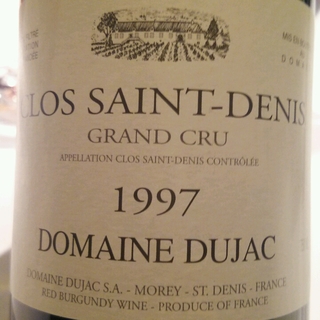 CLOS SAINT-DENIS
GRAND CRU
APPELLATION CLOS SAINT-DENIS CONTRÔLÉE
1997
DOMAINE DUJAC
DOMAINE DUJAC S.A. - MOREY - ST. DENIS - FRANCE
RED BURGUNDY WINE - PRODUCE OF FRANCE